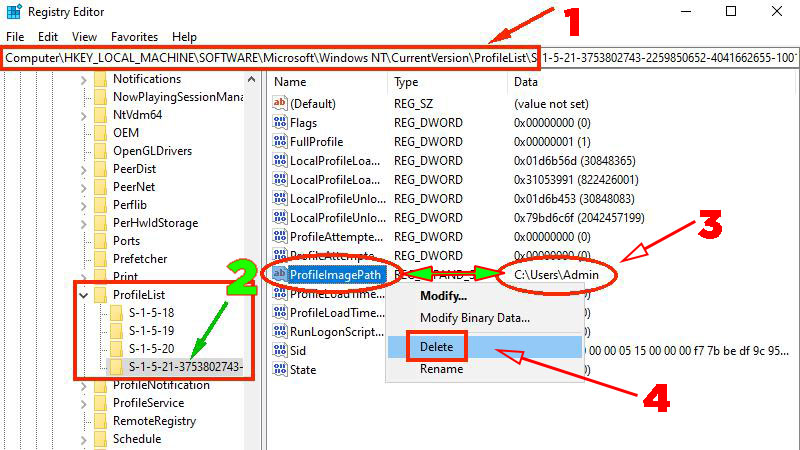 Registry Editor
1
File Edit View Favorites Help
Computer\HKEY_LOCAL_MACHINE\SOFTWARE\Microsoft\Windows NT\CurrentVersion\ProfileList\S-1-5-21-3753802743-2259850652-4041662655-1001
Notifications
NowPlayingSessionMana
NtVdm64
OEM
OpenGLDrivers
PeerDist
PeerNet
Perflib
PerHwIdStorage
Ports
Prefetcher
Print
2
ProfileList
S-1-5-18
S-1-5-19
S-1-5-20
S-1-5-21-3753802743-
ProfileNotification
ProfileService
RemoteRegistry
Schedule
Name Type Data
(Default) REG_SZ (value not set)
Flags REG_DWORD 0x00000000 (0)
FullProfile REG_DWORD 0x00000001 (1)
LocalProfileLoa... REG_DWORD 0x01d6b56d (30848365)
LocalProfileLoa... REG_DWORD 0x31053991 (822426001)
LocalProfileUnlo... REG_DWORD 0x01d6b453 (30848083)
LocalProfileUnlo... REG_DWORD 0x79bd6c6f (2042457199)
3
ProfileAttempte... REG_DWORD 0x00000000 (0)
ProfileAttempte... REG_DWORD 0x00000000 (0)
ProfileImagePath C:\Users\Admin
ProfileLoadTime...
ProfileLoadTime...
RunLogonScript...
Sid 00 00 00 05 15 00 00 00 f7 7b be df 9c 95...
State
Modify...
Modify Binary Data...
Delete
Rename
4